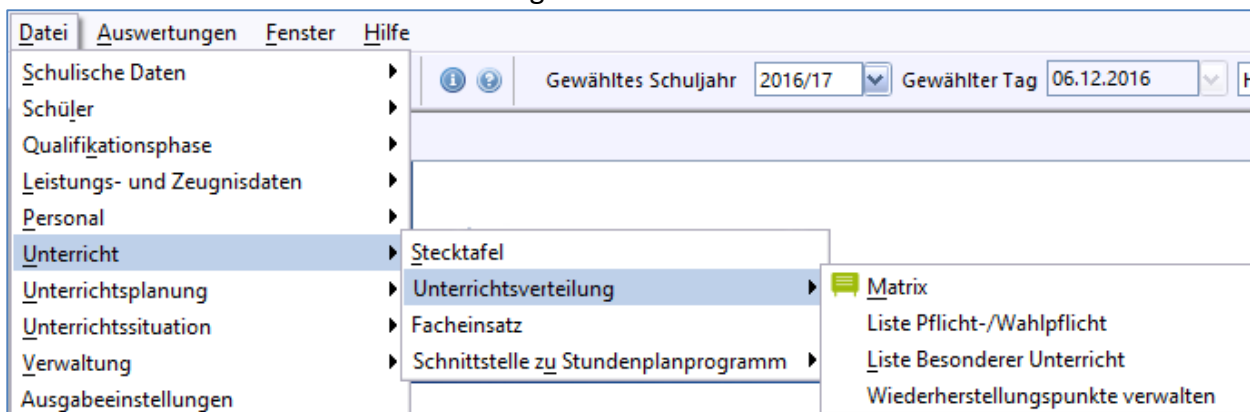 Datei Auswertungen Fenster Hilfe
Schulische Daten
Gewähltes Schuljahr 2016/17 Gewählter Tag 06.12.2016
Schüler
Qualifikationsphase
Leistungs- und Zeugnisdaten
Personal
Unterricht
Stecktafel
Unterrichtsplanung
Unterrichtsverteilung
Matrix
Unterrichtssituation
Facheinsatz
Liste Pflicht-/Wahlpflicht
Verwaltung
Schnittstelle zu Stundenplanprogramm
Liste Besonderer Unterricht
Ausgabeeinstellungen
Wiederherstellungspunkte verwalten